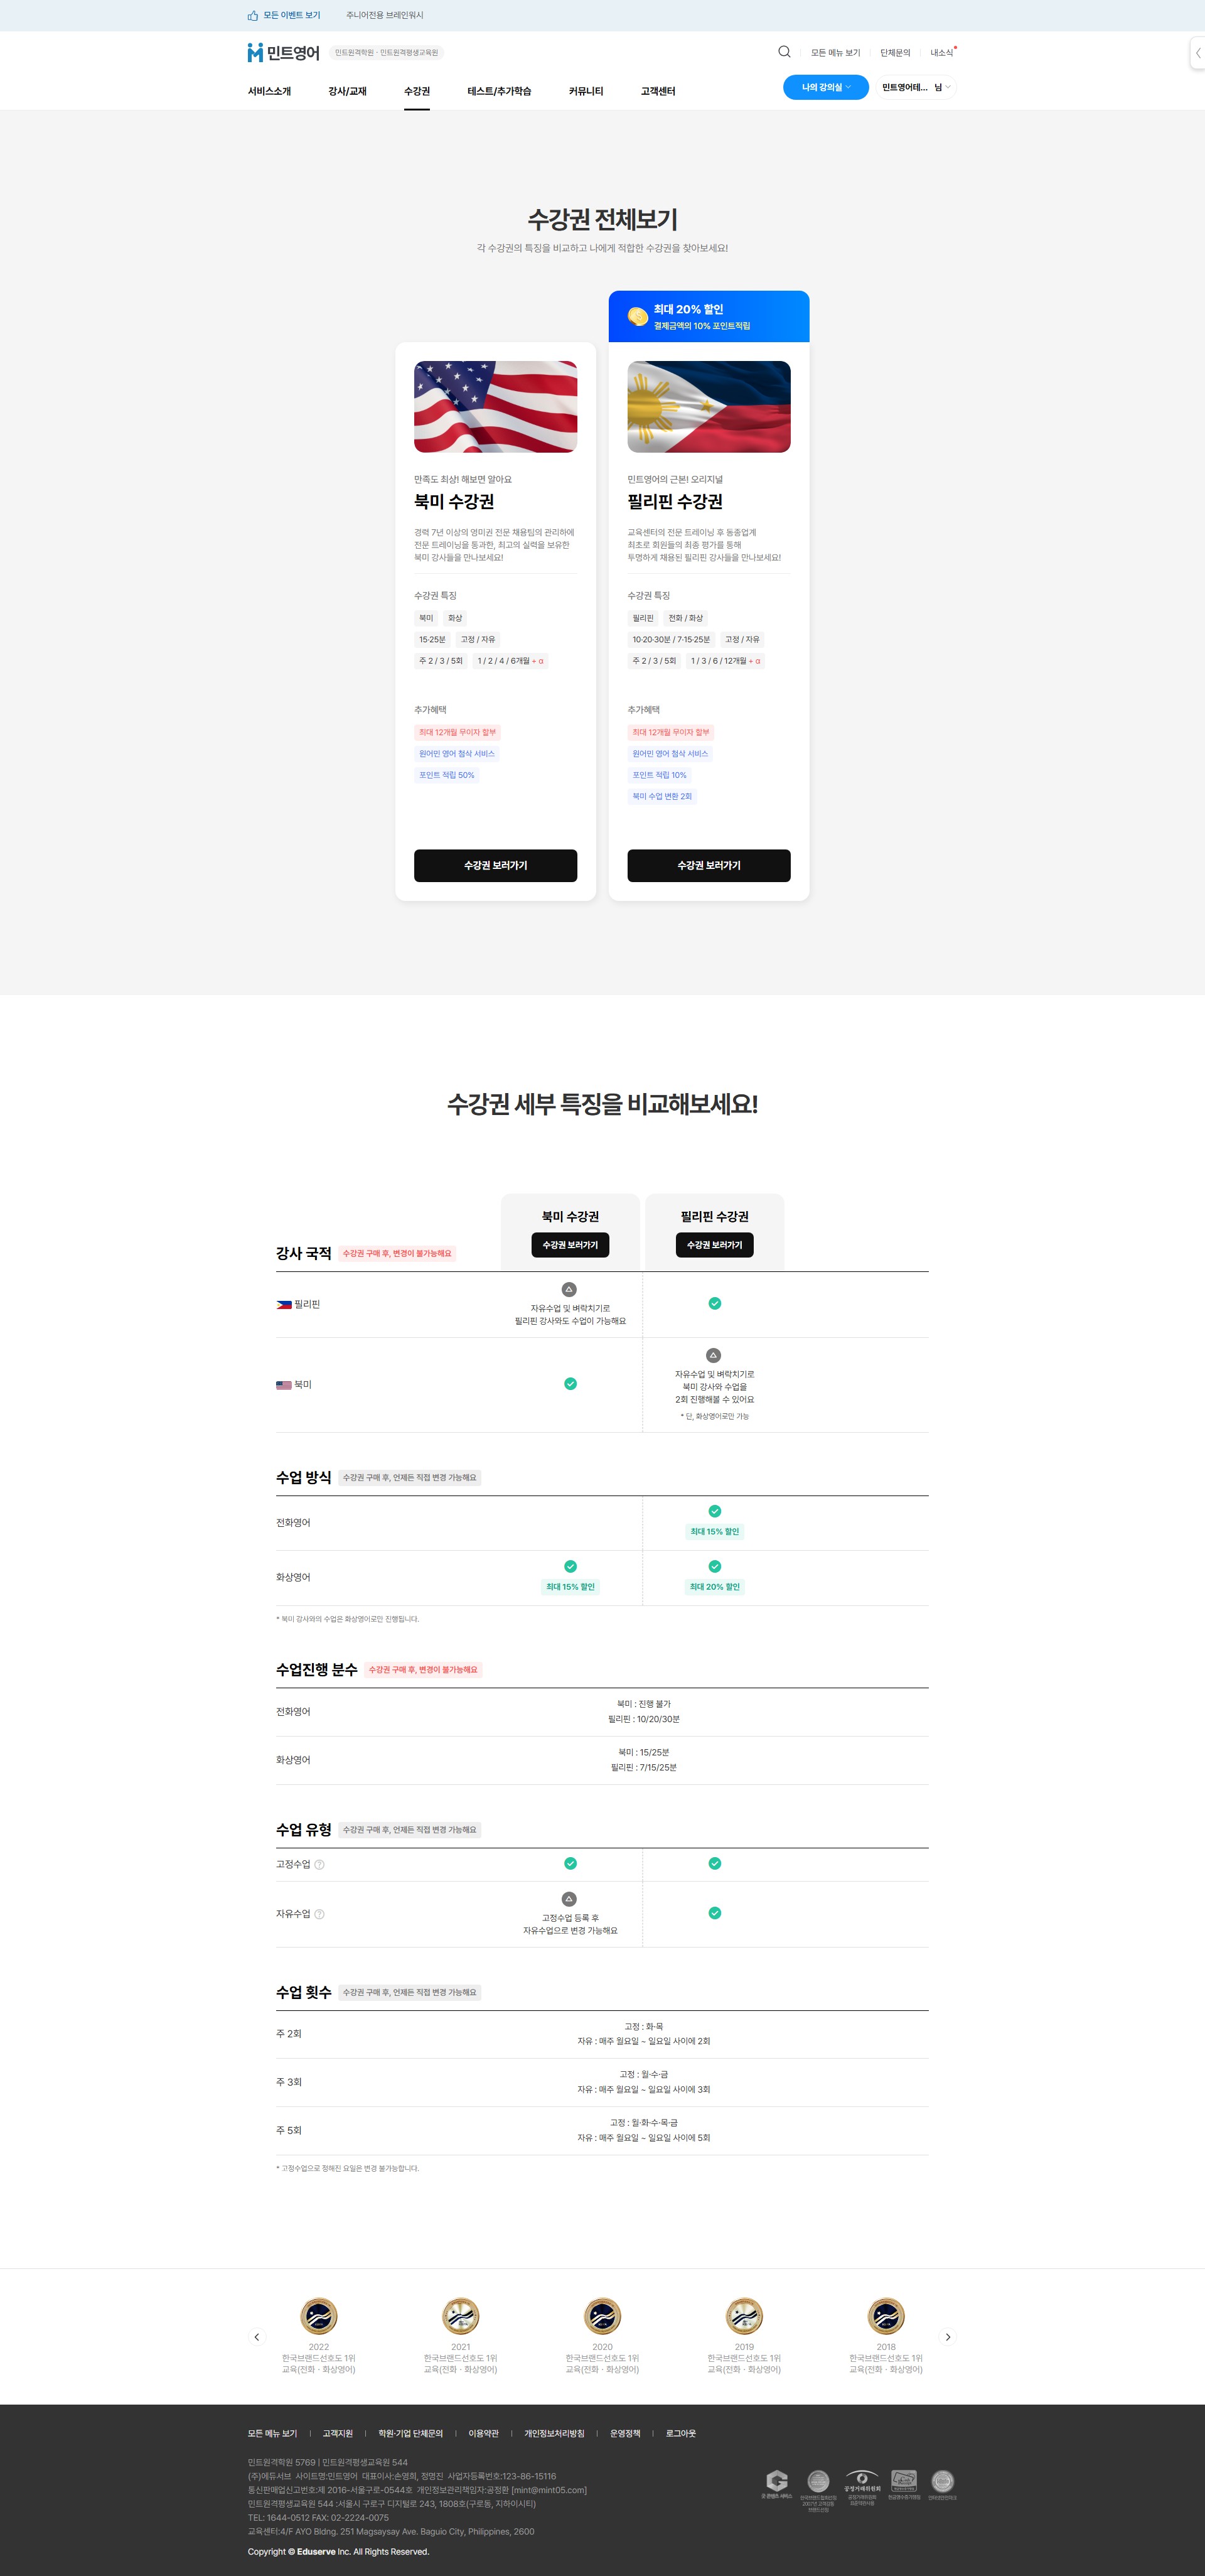 모든 이벤트 보기 주니어전용 브레인워시
민트영어 민트원격학원 · 민트원격평생교육원
모든 메뉴 보기 단체문의 내소식
서비스소개 강사/교재 수강권 테스트/추가학습 커뮤니티 고객센터 나의 강의실 민트영어테... 님
수강권 전체보기
각 수강권의 특징을 비교하고 나에게 적합한 수강권을 찾아보세요!
최대 20% 할인
결제금액의 10% 포인트적립
만족도 최상! 해보면 알아요
북미 수강권
경력 7년 이상의 영미권 전문 채용팀의 관리하에
전문 트레이닝을 통과한, 최고의 실력을 보유한
북미 강사들을 만나보세요!
수강권 특징
북미 화상
15·25분 고정 / 자유
주 2 / 3 / 5회 1 / 2 / 4 / 6개월 + α
추가혜택
최대 12개월 무이자 할부
원어민 영어 첨삭 서비스
포인트 적립 50%
수강권 보러가기
민트영어의 근본! 오리지널
필리핀 수강권
교육센터의 전문 트레이닝 후 동종업계
최초로 회원들의 최종 평가를 통해
투명하게 채용된 필리핀 강사들을 만나보세요!
수강권 특징
필리핀 전화 / 화상
10·20·30분 / 7·15·25분 고정 / 자유
주 2 / 3 / 5회 1 / 3 / 6 / 12개월 + α
추가혜택
최대 12개월 무이자 할부
원어민 영어 첨삭 서비스
포인트 적립 10%
북미 수업 변환 2회
수강권 보러가기
수강권 세부 특징을 비교해보세요!
북미 수강권 필리핀 수강권
수강권 보러가기 수강권 보러가기
강사 국적 수강권 구매 후, 변경이 불가능해요
필리핀
자유수업 및 벼락치기로
필리핀 강사와도 수업이 가능해요
북미
자유수업 및 벼락치기로
북미 강사와 수업을
2회 진행해볼 수 있어요
* 단, 화상영어로만 가능
수업 방식 수강권 구매 후, 언제든 직접 변경 가능해요
전화영어
최대 15% 할인
화상영어
최대 15% 할인 최대 20% 할인
* 북미 강사와의 수업은 화상영어로만 진행됩니다.
수업진행 분수 수강권 구매 후, 변경이 불가능해요
전화영어
북미 : 진행 불가
필리핀 : 10/20/30분
화상영어
북미 : 15/25분
필리핀 : 7/15/25분
수업 유형 수강권 구매 후, 언제든 직접 변경 가능해요
고정수업 ?
자유수업 ?
고정수업 등록 후
자유수업으로 변경 가능해요
수업 횟수 수강권 구매 후, 언제든 직접 변경 가능해요
주 2회
고정 : 화·목
자유 : 매주 월요일 ~ 일요일 사이에 2회
주 3회
고정 : 월·수·금
자유 : 매주 월요일 ~ 일요일 사이에 3회
주 5회
고정 : 월·화·수·목·금
자유 : 매주 월요일 ~ 일요일 사이에 5회
* 고정수업으로 정해진 요일은 변경 불가능합니다.
2022 2021 2020 2019 2018
한국브랜드선호도 1위 한국브랜드선호도 1위 한국브랜드선호도 1위 한국브랜드선호도 1위 한국브랜드선호도 1위
교육(전화 · 화상영어) 교육(전화 · 화상영어) 교육(전화 · 화상영어) 교육(전화 · 화상영어) 교육(전화 · 화상영어)
모든 메뉴 보기 고객지원 학원·기업 단체문의 이용약관 개인정보처리방침 운영정책 로그아웃
민트원격학원 5769 | 민트원격평생교육원 544
(주)에듀서브 사이트명:민트영어 대표이사:손영희, 정명진 사업자등록번호:123-86-15116
통신판매업신고번호:제 2016-서울구로-0544호 개인정보관리책임자:공정환 [mint@mint05.com]
민트원격평생교육원 544 :서울시 구로구 디지털로 243, 1808호(구로동, 지하이시티)
TEL: 1644-0512 FAX: 02-2224-0075
교육센터:4/F AYO Bldng. 251 Magsaysay Ave. Baguio City, Philippines, 2600
Copyright © Eduserve Inc. All Rights Reserved.
굿 콘텐츠 서비스
공정거래위원회